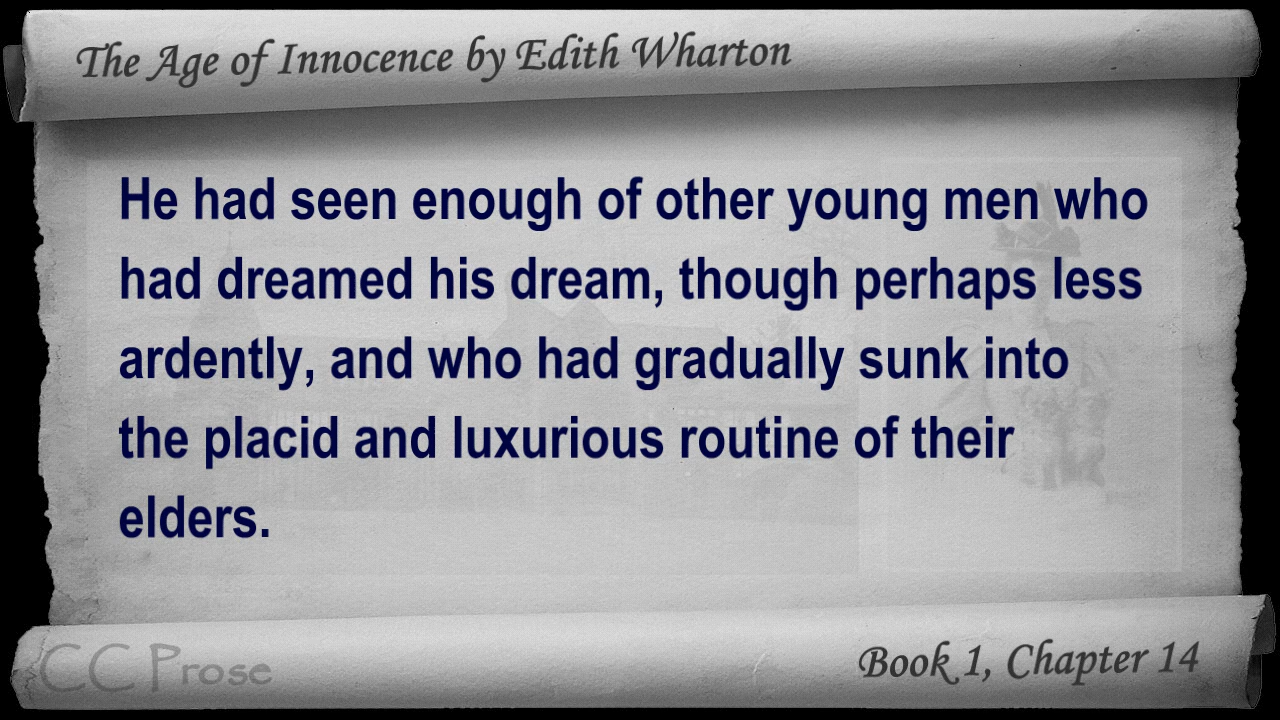 The Age of Innocence by Edith Wharton
He had seen enough of other young men who
had dreamed his dream, though perhaps less
ardently, and who had gradually sunk into
the placid and luxurious routine of their
elders.
CC Prose
Book 1, Chapter 14